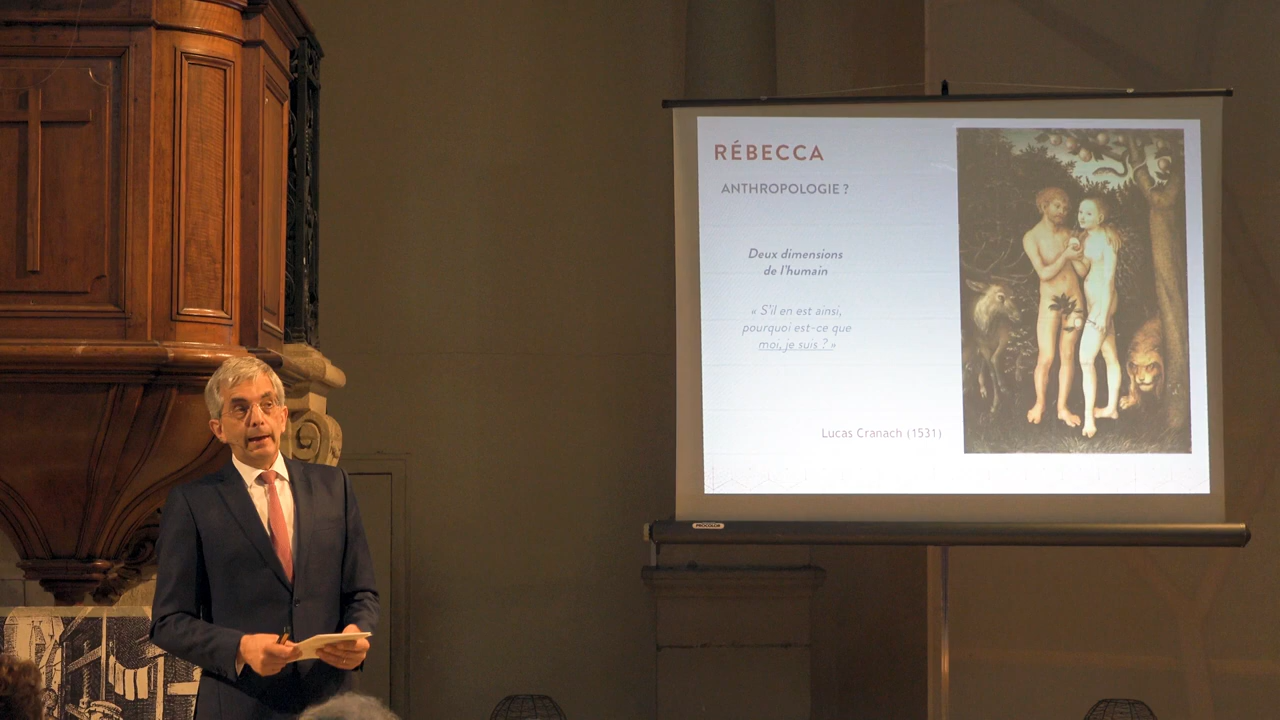 RÉBECCA
ANTHROPOLOGIE ?
Deux dimensions
de l'humain
« S'il en est ainsi,
pourquoi est-ce que
moi, je suis ? »
Lucas Cranach (1531)
PROCOLOR